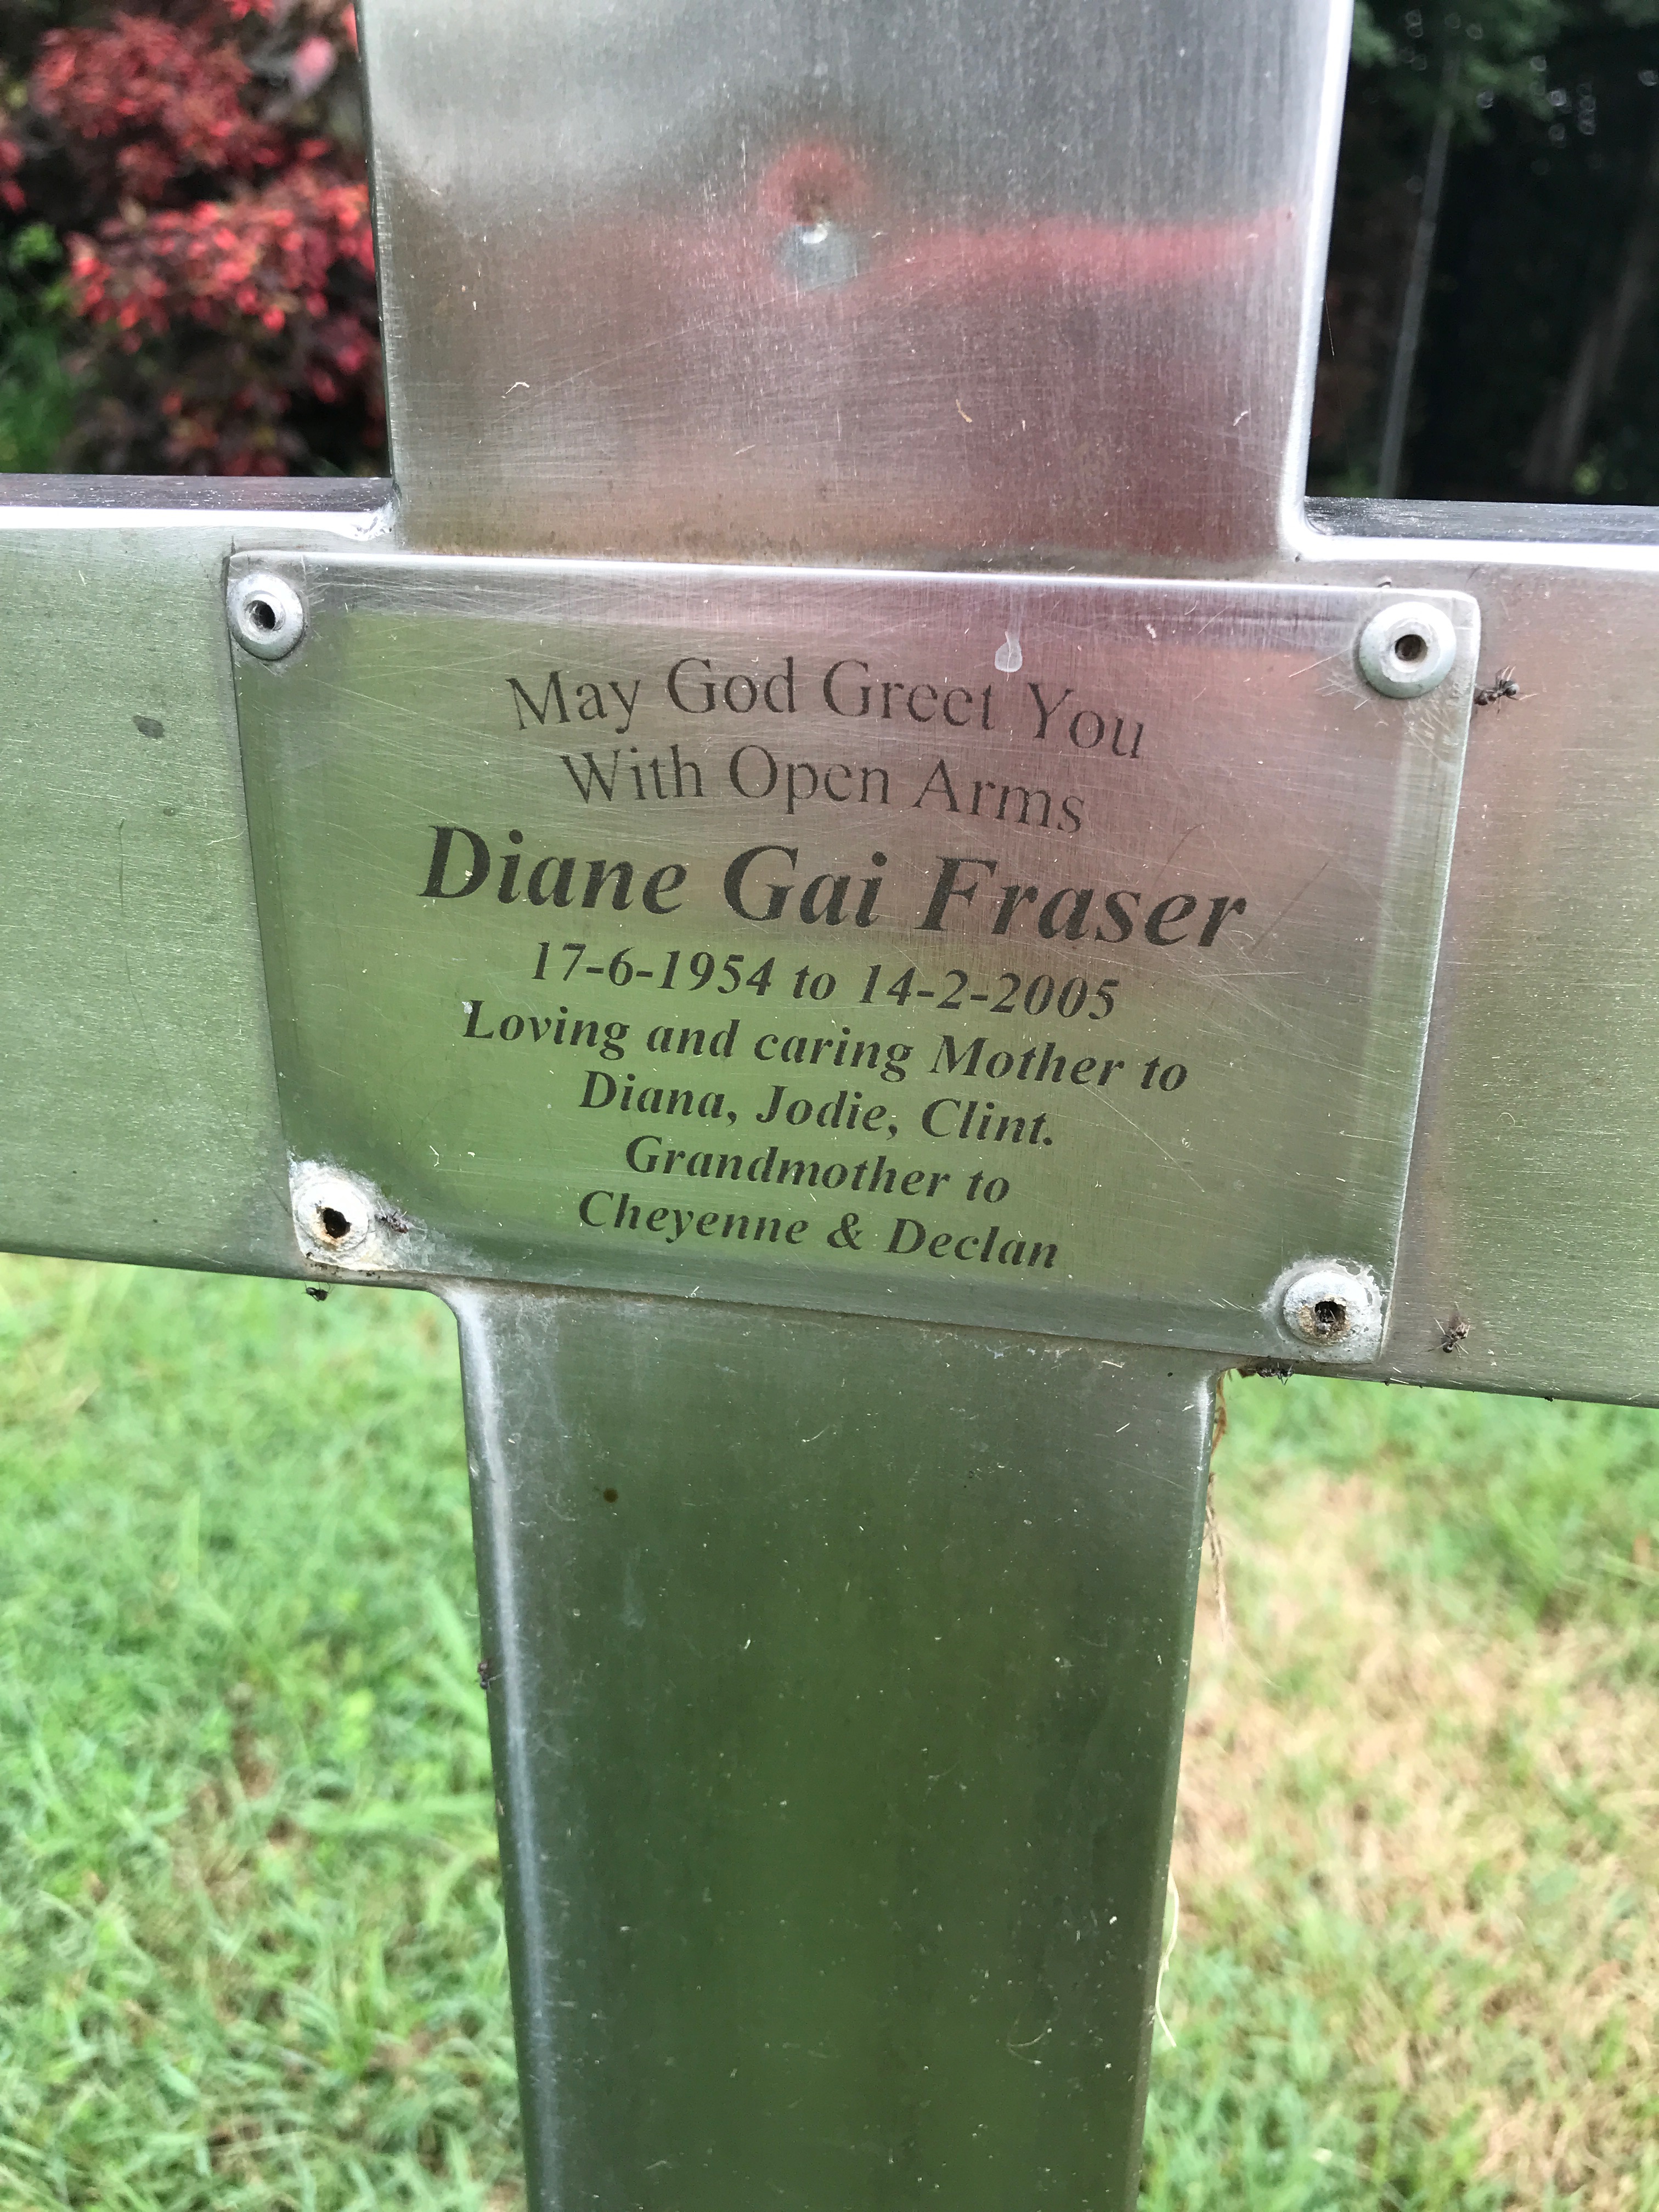 May God Greet You
With Open Arms
Diane Gai Fraser
17-6-1954 to 14-2-2005
Loving and caring Mother to
Diana, Jodie, Clint.
Grandmother to
Cheyenne & Declan